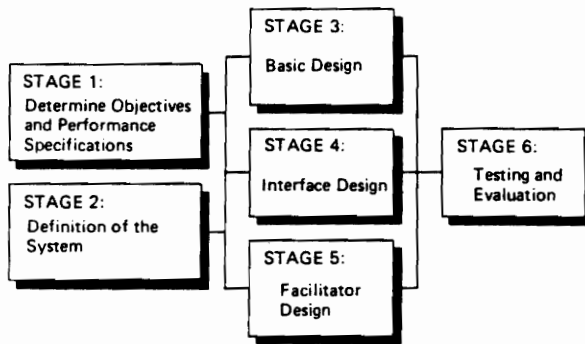 STAGE 1:
Determine Objectives
and Performance
Specifications
STAGE 2:
Definition of the
System
STAGE 3:
Basic Design
STAGE 4:
Interface Design
STAGE 5:
Facilitator
Design
STAGE 6:
Testing and
Evaluation